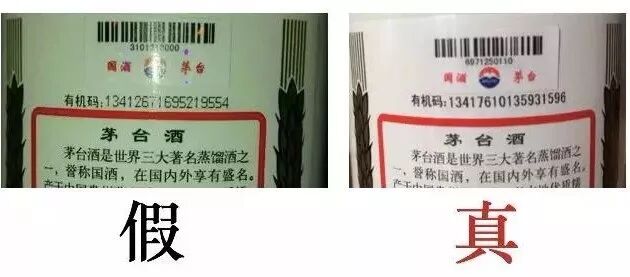 3101210000
国酒 茅台
有机码:13412671695219554
茅台酒
茅台酒是世界三大著名蒸馏酒之
一，誉称国酒，在国内外享有盛名。
假
6971250110
国酒 茅台
有机码:13417610135931596
茅台酒
茅台酒是世界三大著名蒸馏酒之
一，誉称国酒，在国内外享有盛名。
真